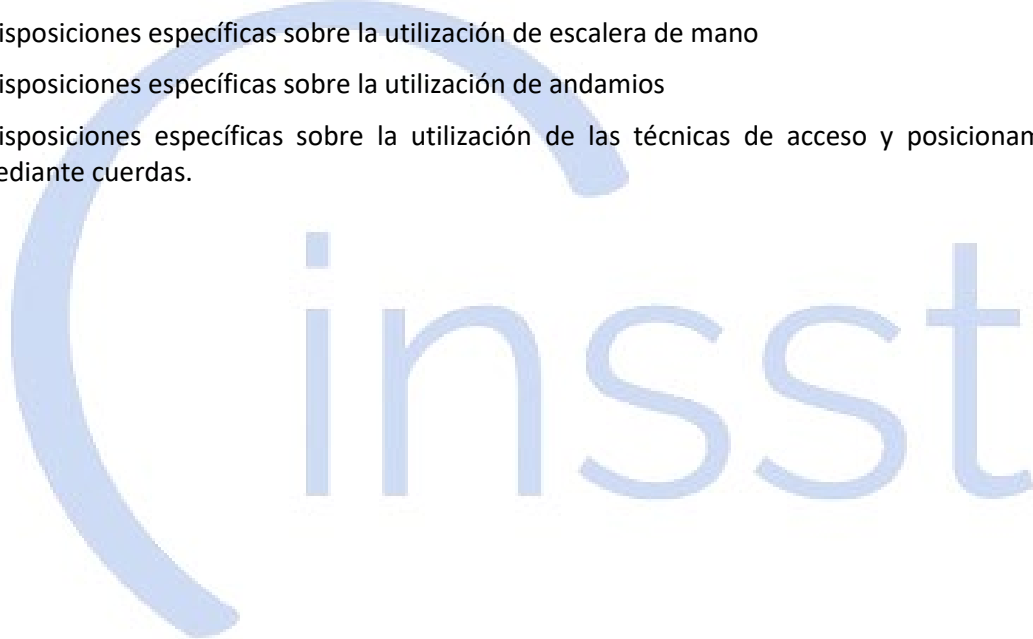 isposiciones específicas sobre la utilización de escalera de mano
isposiciones específicas sobre la utilización de andamios
isposiciones específicas sobre la utilización de las técnicas de acceso y posicionam
ediante cuerdas.
insst